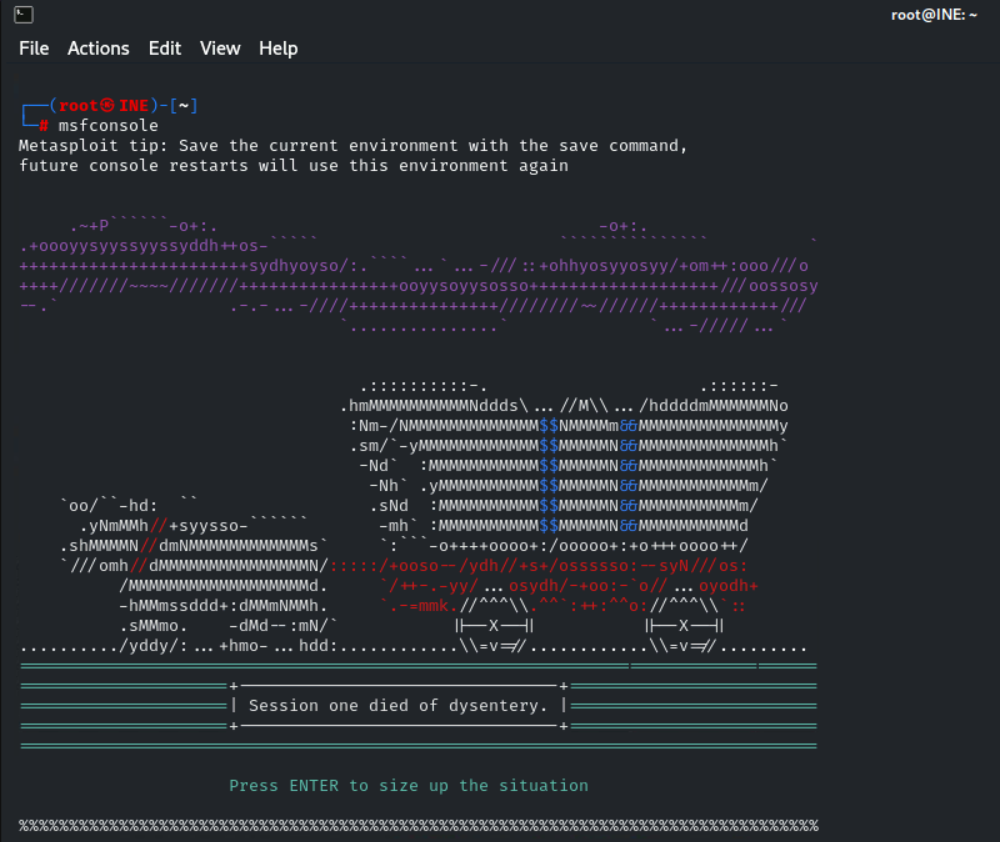 root@INE: ~
File Actions Edit View Help
┌──(root㉿INE)-[~]
└─# msfconsole
Metasploit tip: Save the current environment with the save command,
future console restarts will use this environment again
Session one died of dysentery.
Press ENTER to size up the situation